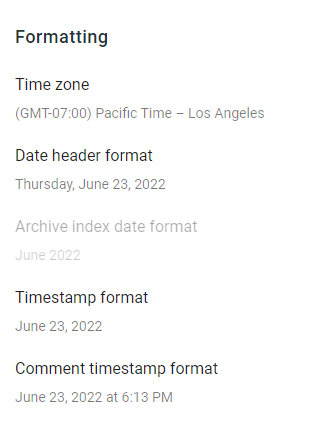 Formatting
Time zone
(GMT-07:00) Pacific Time – Los Angeles
Date header format
Thursday, June 23, 2022
Archive index date format
June 2022
Timestamp format
June 23, 2022
Comment timestamp format
June 23, 2022 at 6:13 PM